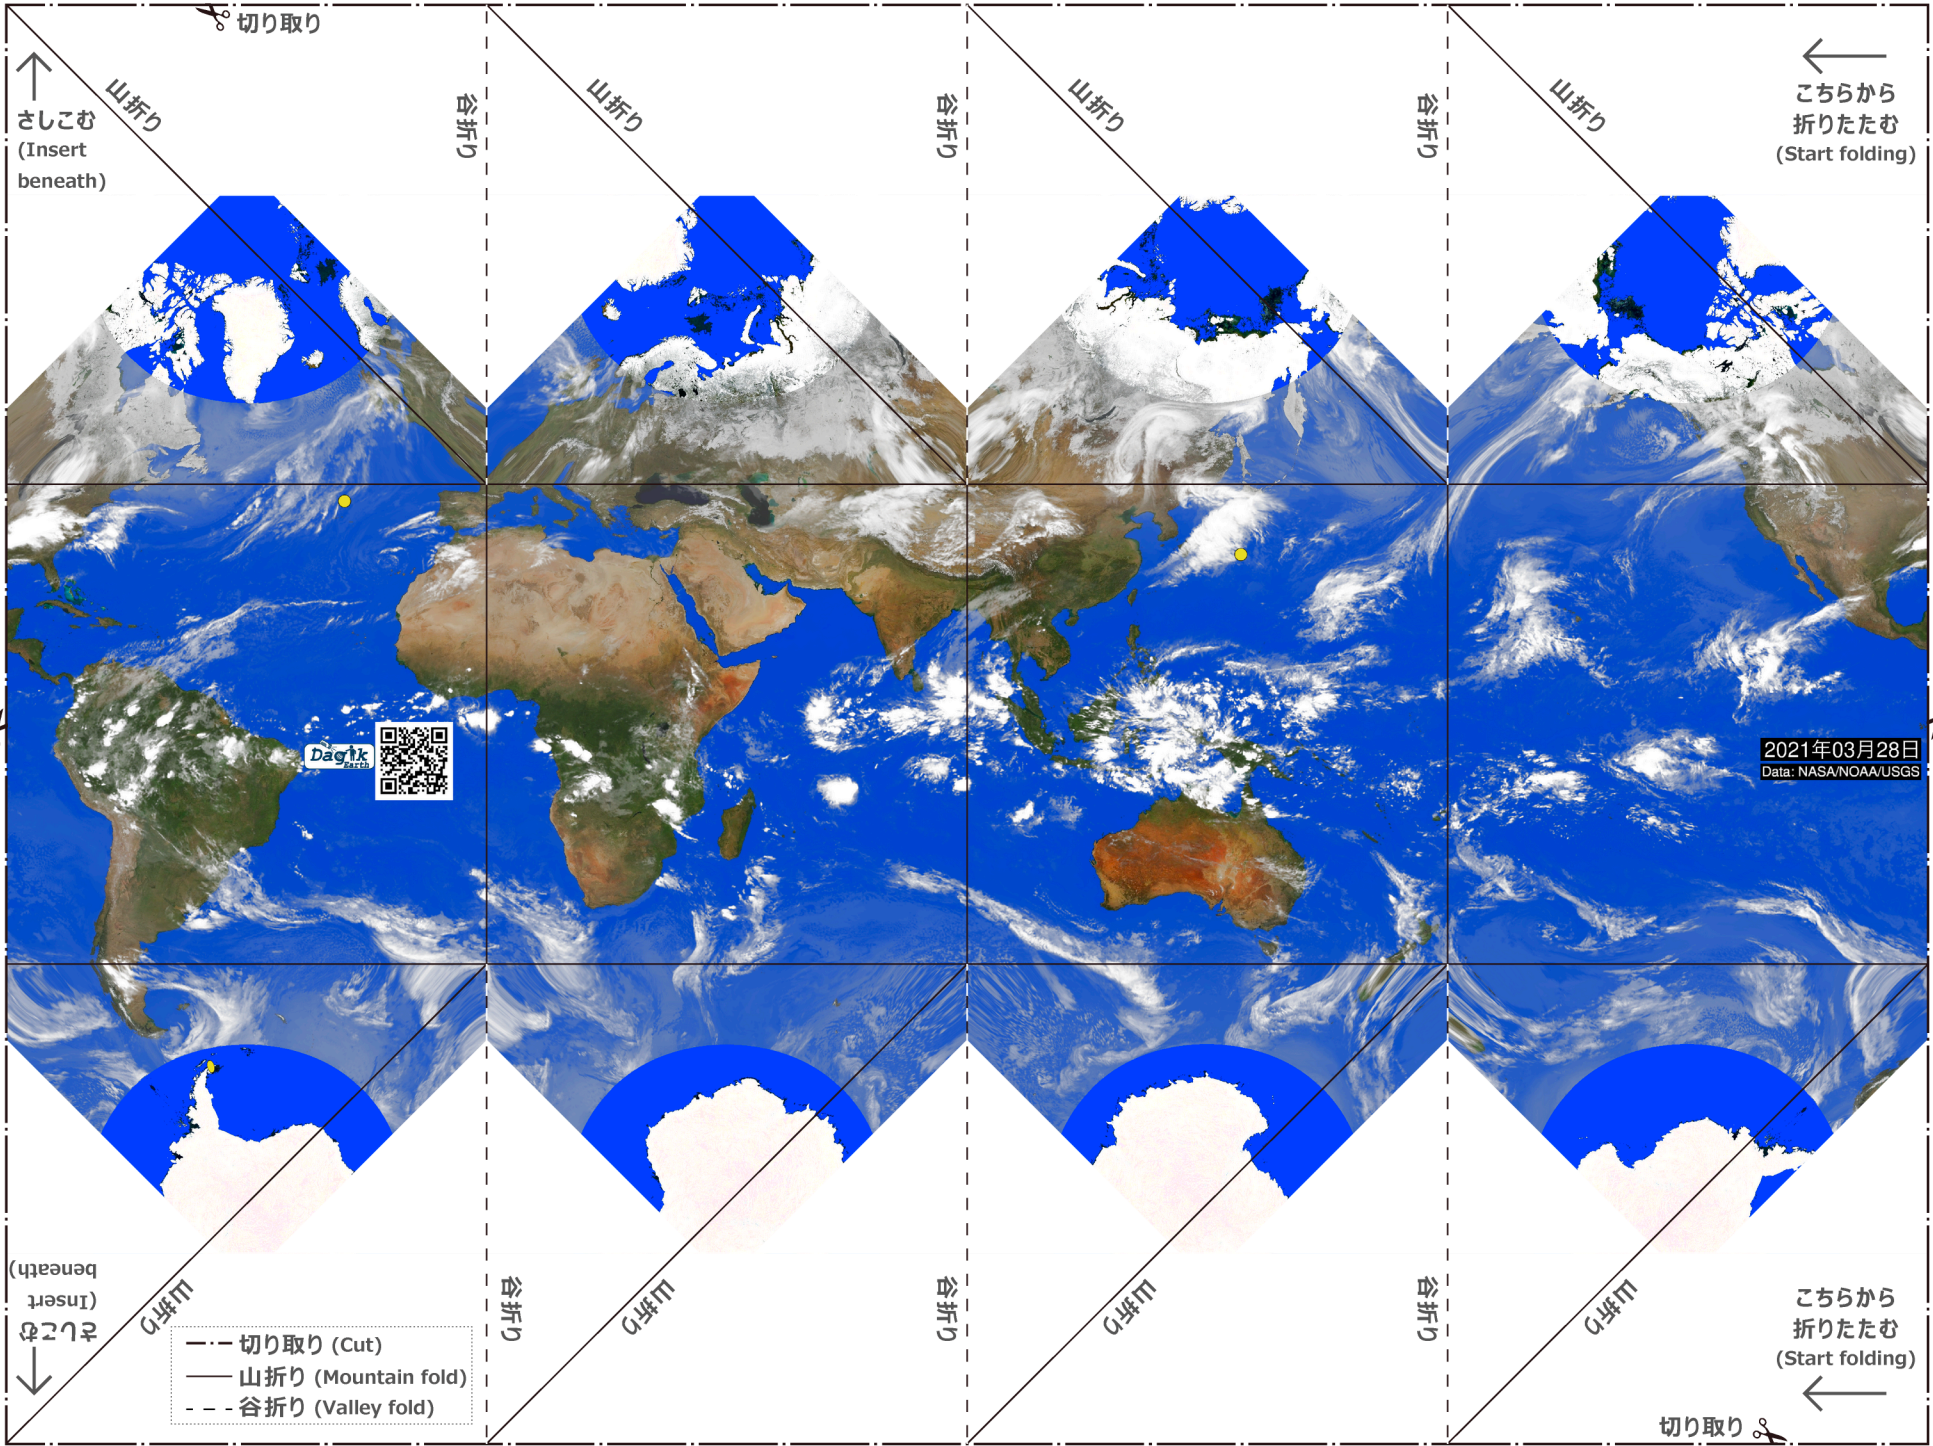 切り取り
山折り
谷折り
山折り
谷折り
山折り
谷折り
山折り
こちらから
折りたたむ
(Start folding)
さしこむ
(Insert
beneath)
Dagik
Earth
2021年03月28日
Data: NASA/NOAA/USGS
さしこむ
(Insert
beneath)
山折り
谷折り
山折り
谷折り
山折り
谷折り
山折り
こちらから
折りたたむ
(Start folding)
切り取り (Cut)
山折り (Mountain fold)
谷折り (Valley fold)
切り取り